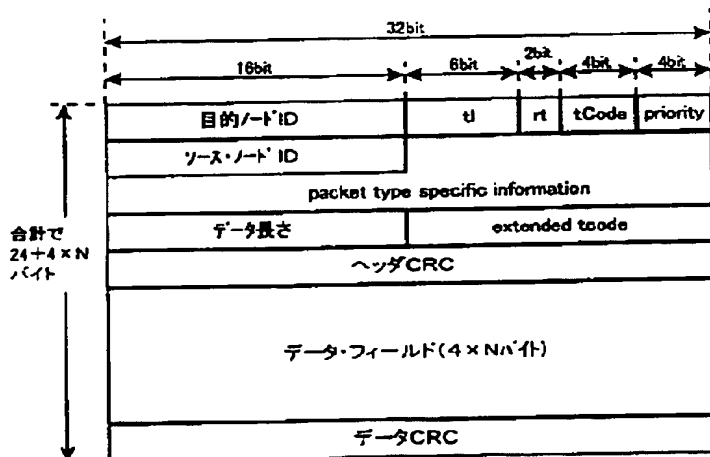 32bit
16bit 6bit 2bit 4bit 4bit
目的ノードID tl rt tCode priority
ソース・ノードID
packet type specific information
データ長さ extended tcode
ヘッダCRC
合計で
24+4×N
バイト
データ・フィールド(4×Nバイト)
データCRC